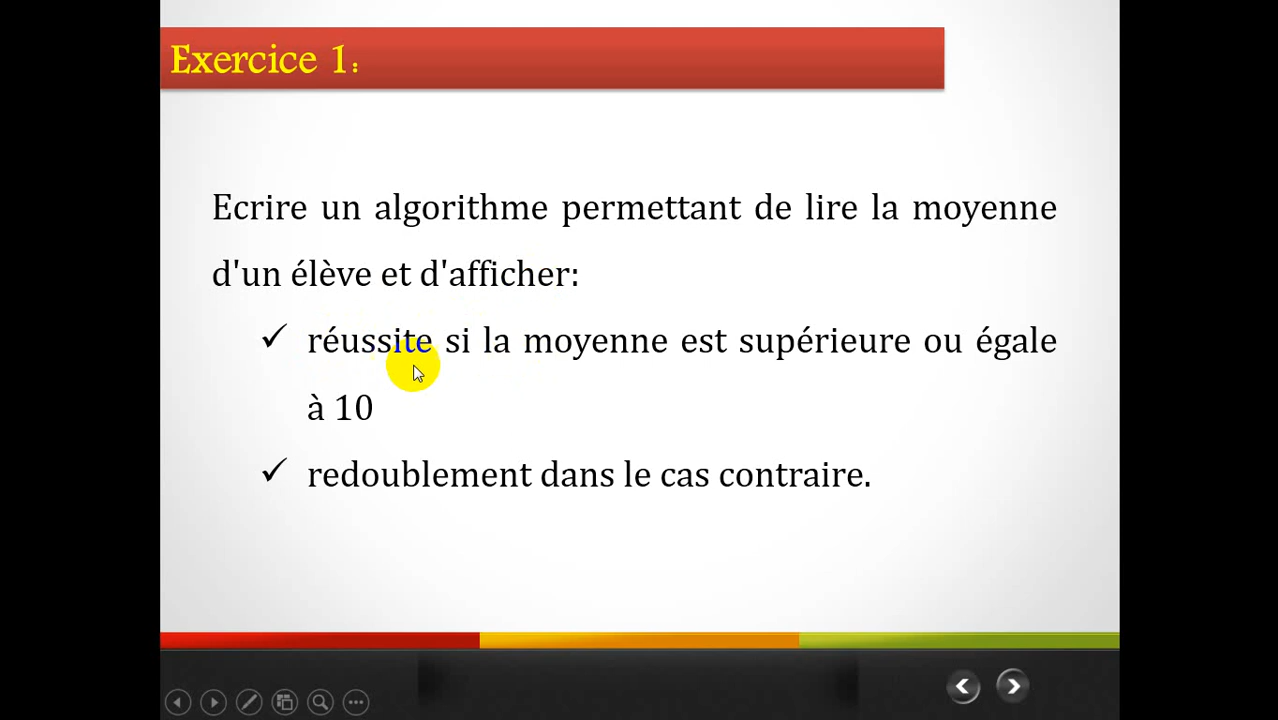 Exercice 1:
Ecrire un algorithme permettant de lire la moyenne
d'un élève et d'afficher:
✓ réussite si la moyenne est supérieure ou égale
à 10
✓ redoublement dans le cas contraire.